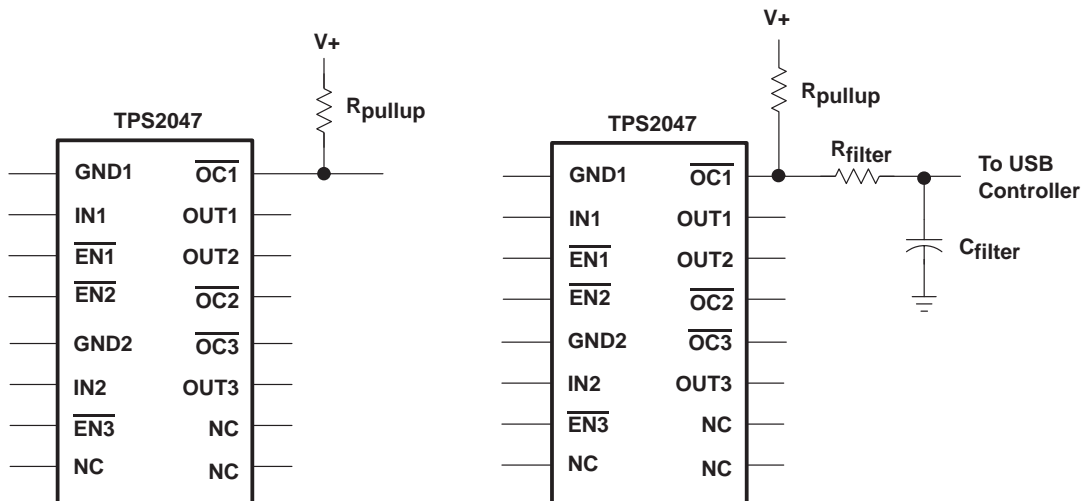 V+
Rpullup
TPS2047
GND1
OC1
IN1
OUT1
EN1
OUT2
EN2
OC2
GND2
OC3
IN2
OUT3
EN3
NC
NC
NC
V+
Rpullup
TPS2047
Rfilter
To USB
Controller
Cfilter
GND1
OC1
IN1
OUT1
EN1
OUT2
EN2
OC2
GND2
OC3
IN2
OUT3
EN3
NC
NC
NC